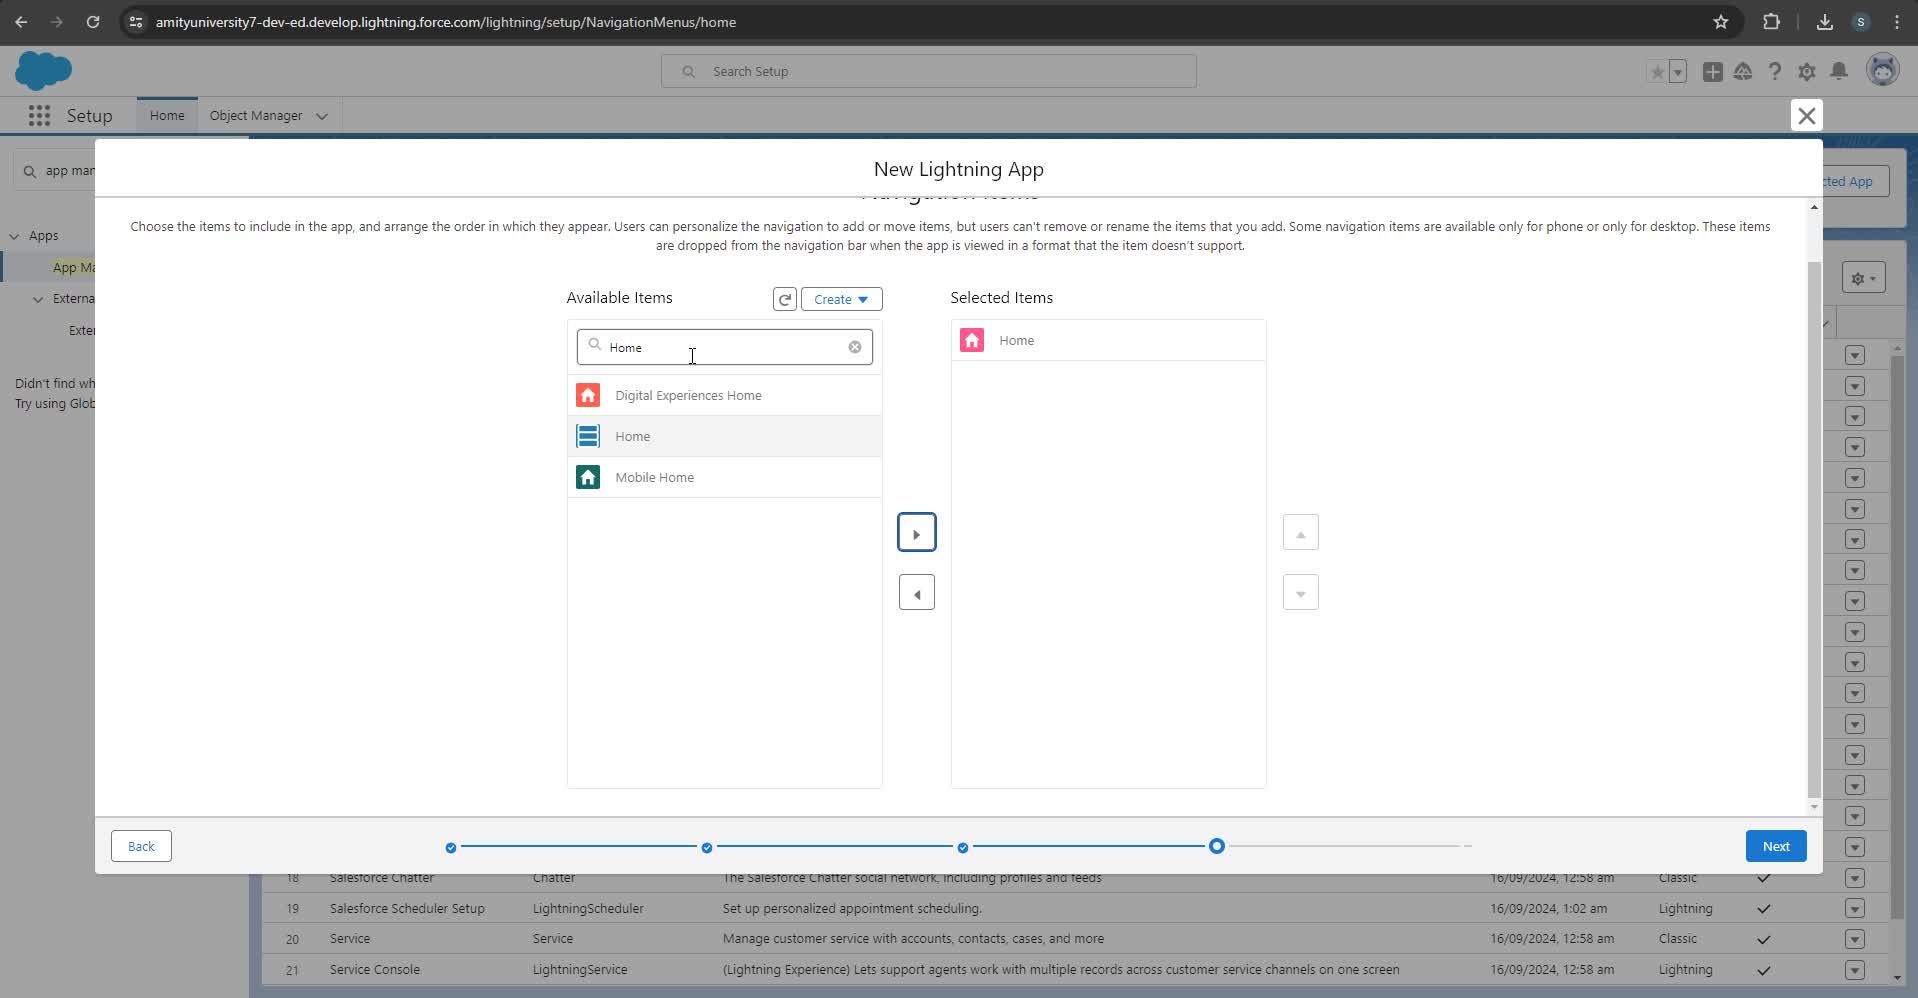 amityuniversity7-dev-ed.develop.lightning.force.com/lightning/setup/NavigationMenus/home
S
Search Setup
Setup
Home
Object Manager
New Lightning App
app man
cted App
Navigation Items
Choose the items to include in the app, and arrange the order in which they appear. Users can personalize the navigation to add or move items, but users can't remove or rename the items that you add. Some navigation items are available only for phone or only for desktop. These items
are dropped from the navigation bar when the app is viewed in a format that the item doesn't support.
Apps
App Ma
Externa
Exter
Didn't find wh
Try using Glob
Available Items
Create
Selected Items
Home
Home
Digital Experiences Home
Home
Mobile Home
Back
Next
18 Salesforce Chatter Chatter The Salesforce Chatter social network, including profiles and feeds 16/09/2024, 12:58 am Classic
19 Salesforce Scheduler Setup LightningScheduler Set up personalized appointment scheduling. 16/09/2024, 1:02 am Lightning
20 Service Service Manage customer service with accounts, contacts, cases, and more 16/09/2024, 12:58 am Classic
21 Service Console LightningService (Lightning Experience) Lets support agents work with multiple records across customer service channels on one screen 16/09/2024, 12:58 am Lightning